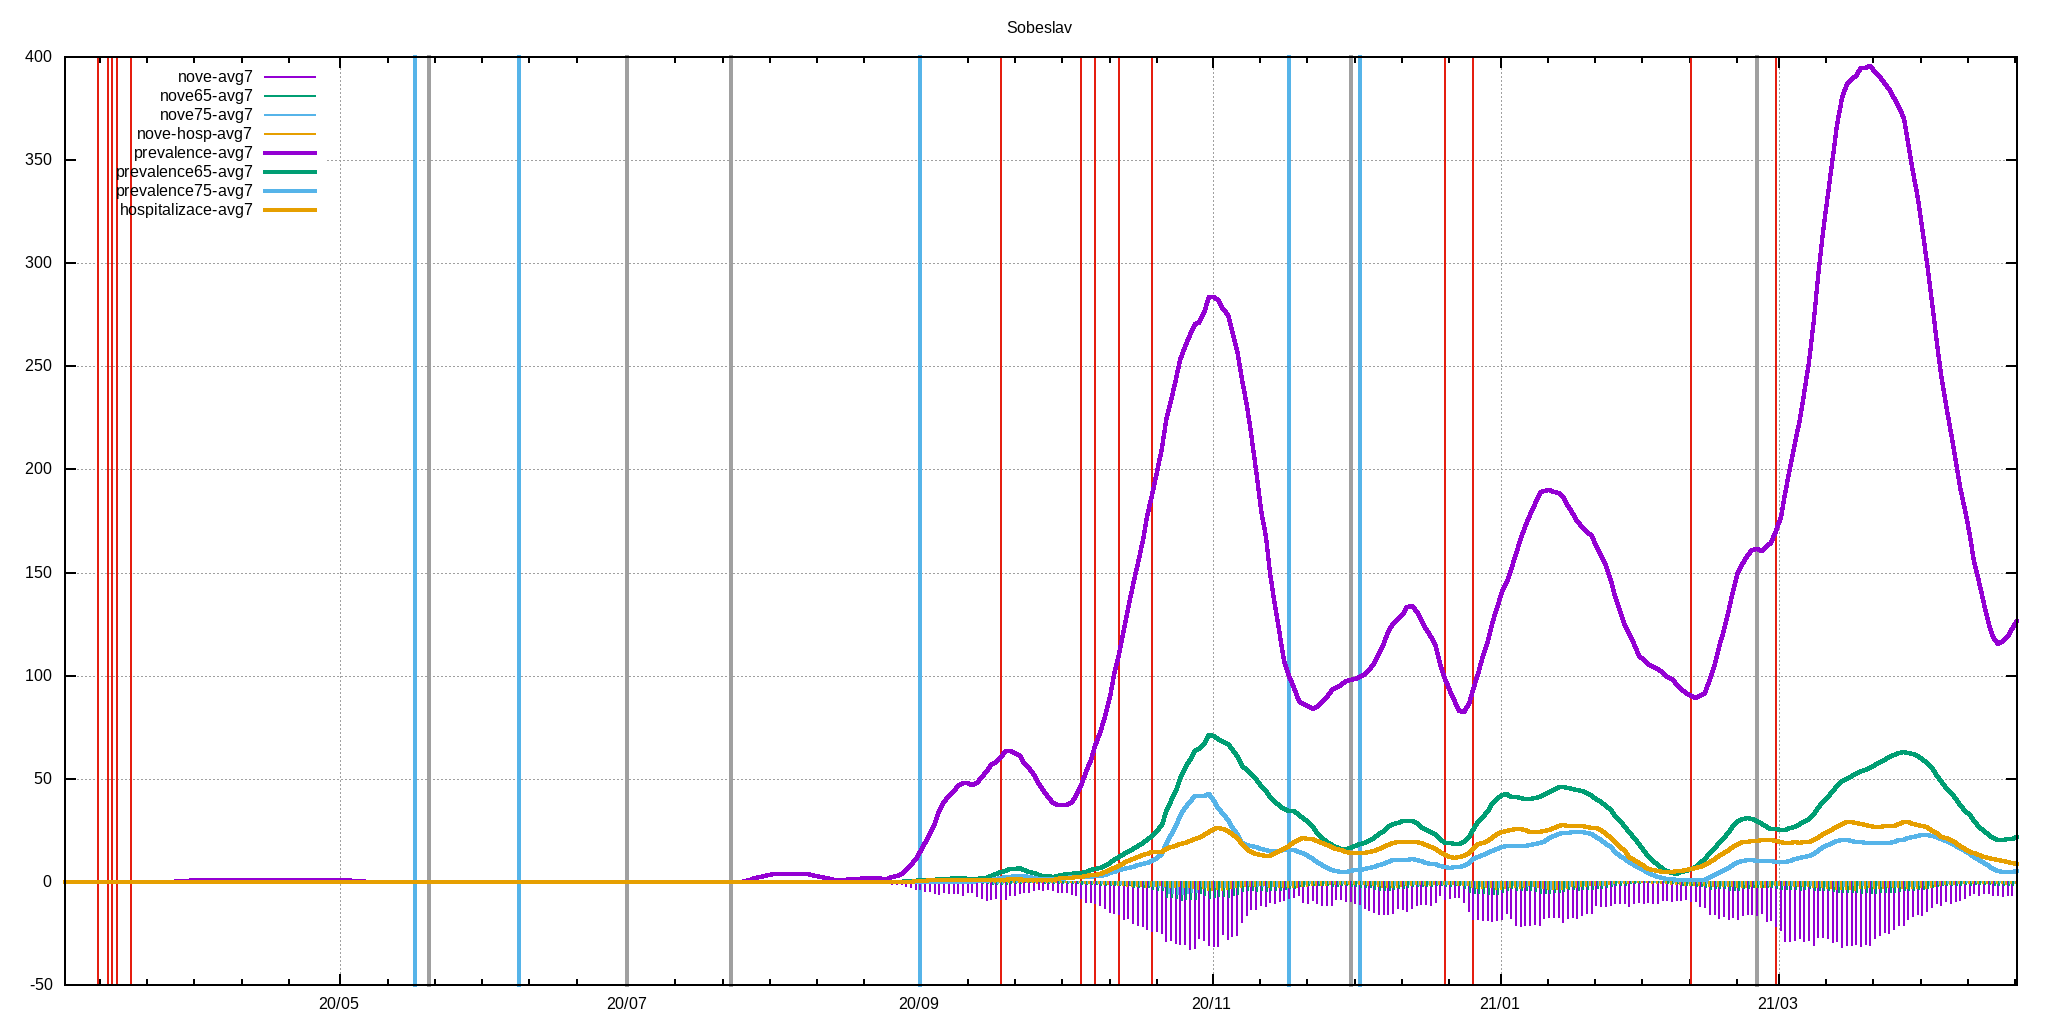 Sobeslav
400
350
300
250
200
150
100
50
0
-50
nove-avg7
nove65-avg7
nove75-avg7
nove-hosp-avg7
prevalence-avg7
prevalence65-avg7
prevalence75-avg7
hospitalizace-avg7
20/05 20/07 20/09 20/11 21/01 21/03